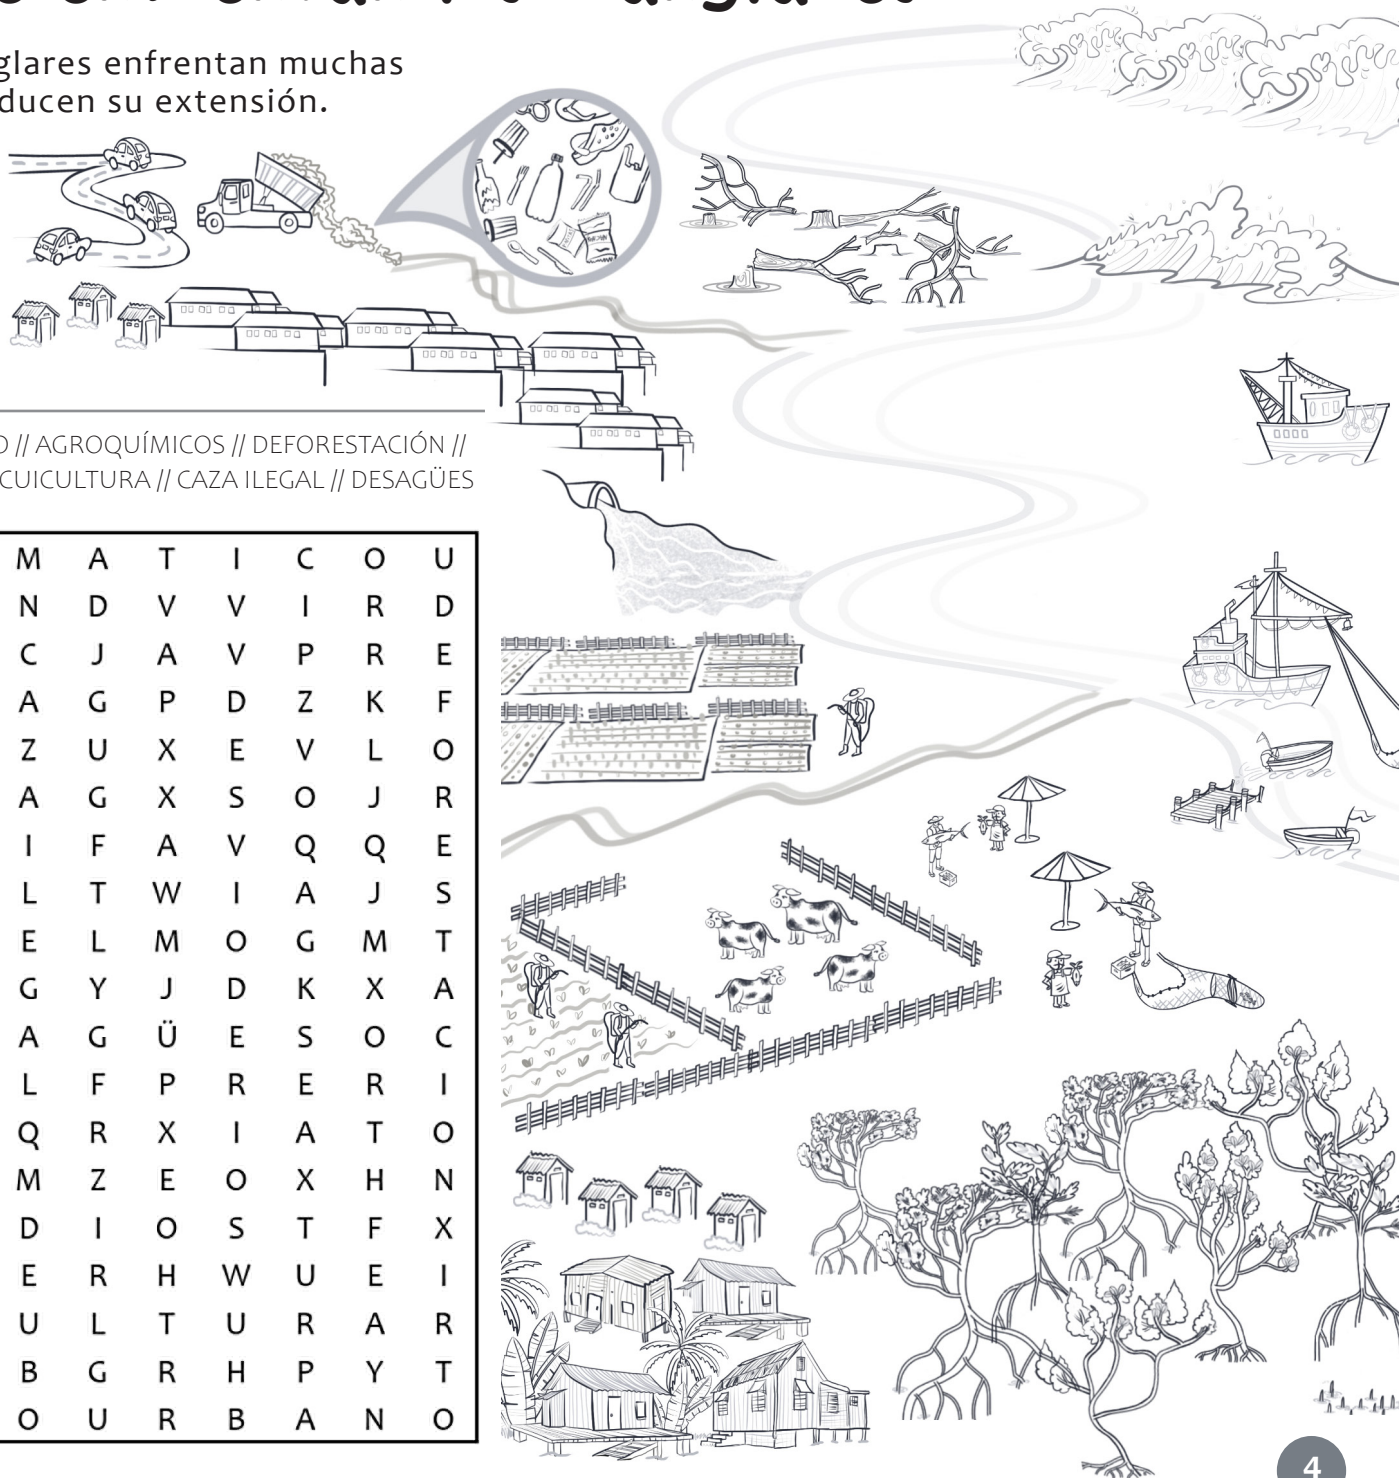 glares enfrentan muchas
ducen su extensión.
O // AGROQUÍMICOS // DEFORESTACIÓN //
CUICULTURA // CAZA ILEGAL // DESAGÜES
M A T I C O U
N D V V I R D
C J A V P R E
A G P D Z K F
Z U X E V L O
A G X S O J R
I F A V Q Q E
L T W I A J S
E L M O G M T
G Y J D K X A
A G Ü E S O C
L F P R E R I
Q R X I A T O
M Z E O X H N
D I O S T F X
E R H W U E I
U L T U R A R
B G R H P Y T
O U R B A N O
4